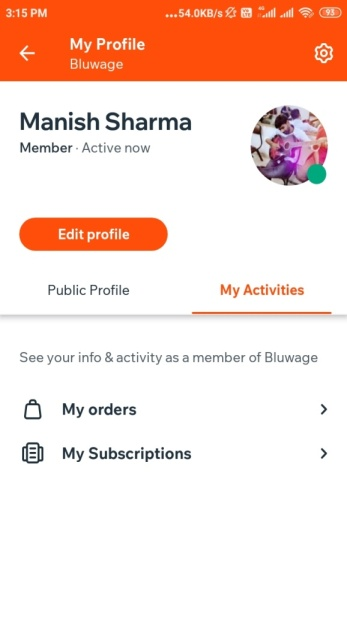 3:15 PM
...54.0KB/s
4G
93
My Profile
Bluwage
Manish Sharma
Member · Active now
Edit profile
Public Profile
My Activities
See your info & activity as a member of Bluwage
My orders
My Subscriptions